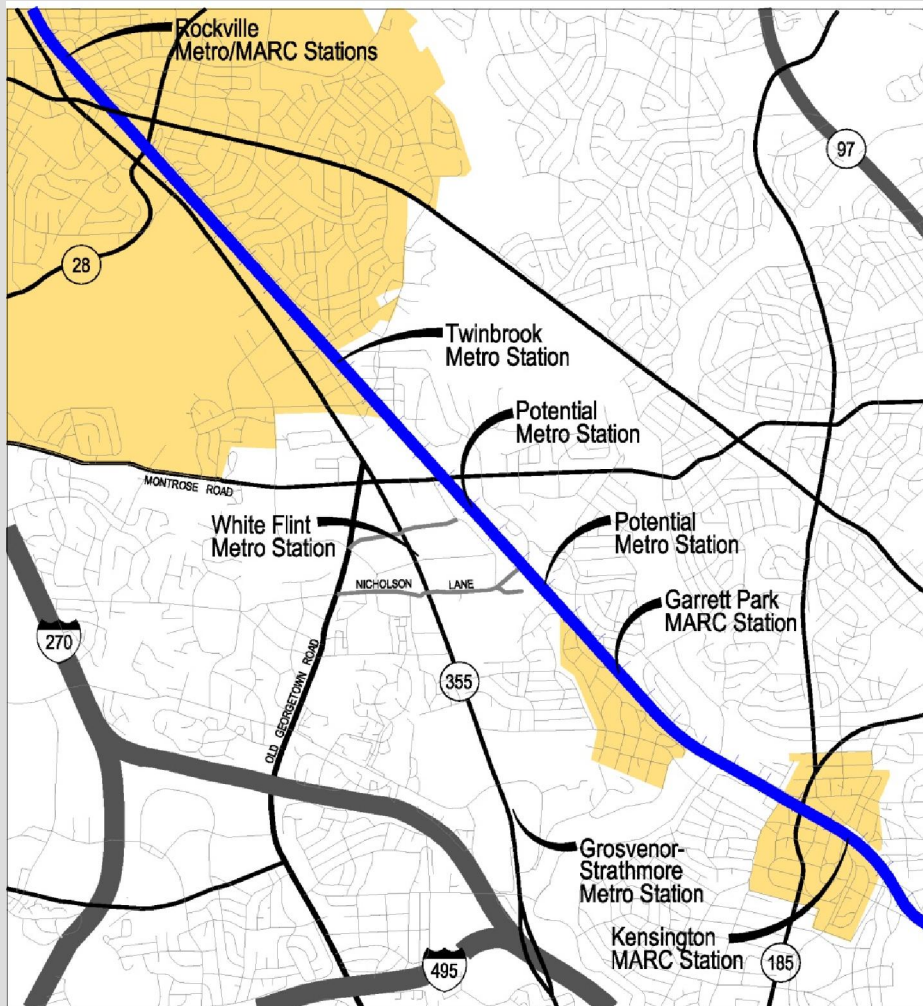 Rockville
Metro/MARC Stations
97
28
Twinbrook
Metro Station
Potential
Metro Station
MONTROSE ROAD
White Flint
Metro Station
Potential
Metro Station
NICHOLSON LANE
Garrett Park
MARC Station
270
OLD GEORGETOWN ROAD
355
Grosvenor-
Strathmore
Metro Station
Kensington
MARC Station
495
185